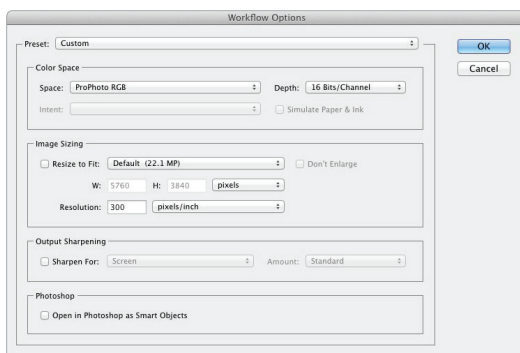 Workflow Options
Preset: Custom
OK
Cancel
Color Space
Space: ProPhoto RGB Depth: 16 Bits/Channel
Intent: Simulate Paper & Ink
Image Sizing
Resize to Fit: Default (22.1 MP) Don't Enlarge
W: 5760 H: 3840 pixels
Resolution: 300 pixels/inch
Output Sharpening
Sharpen For: Screen Amount: Standard
Photoshop
Open in Photoshop as Smart Objects